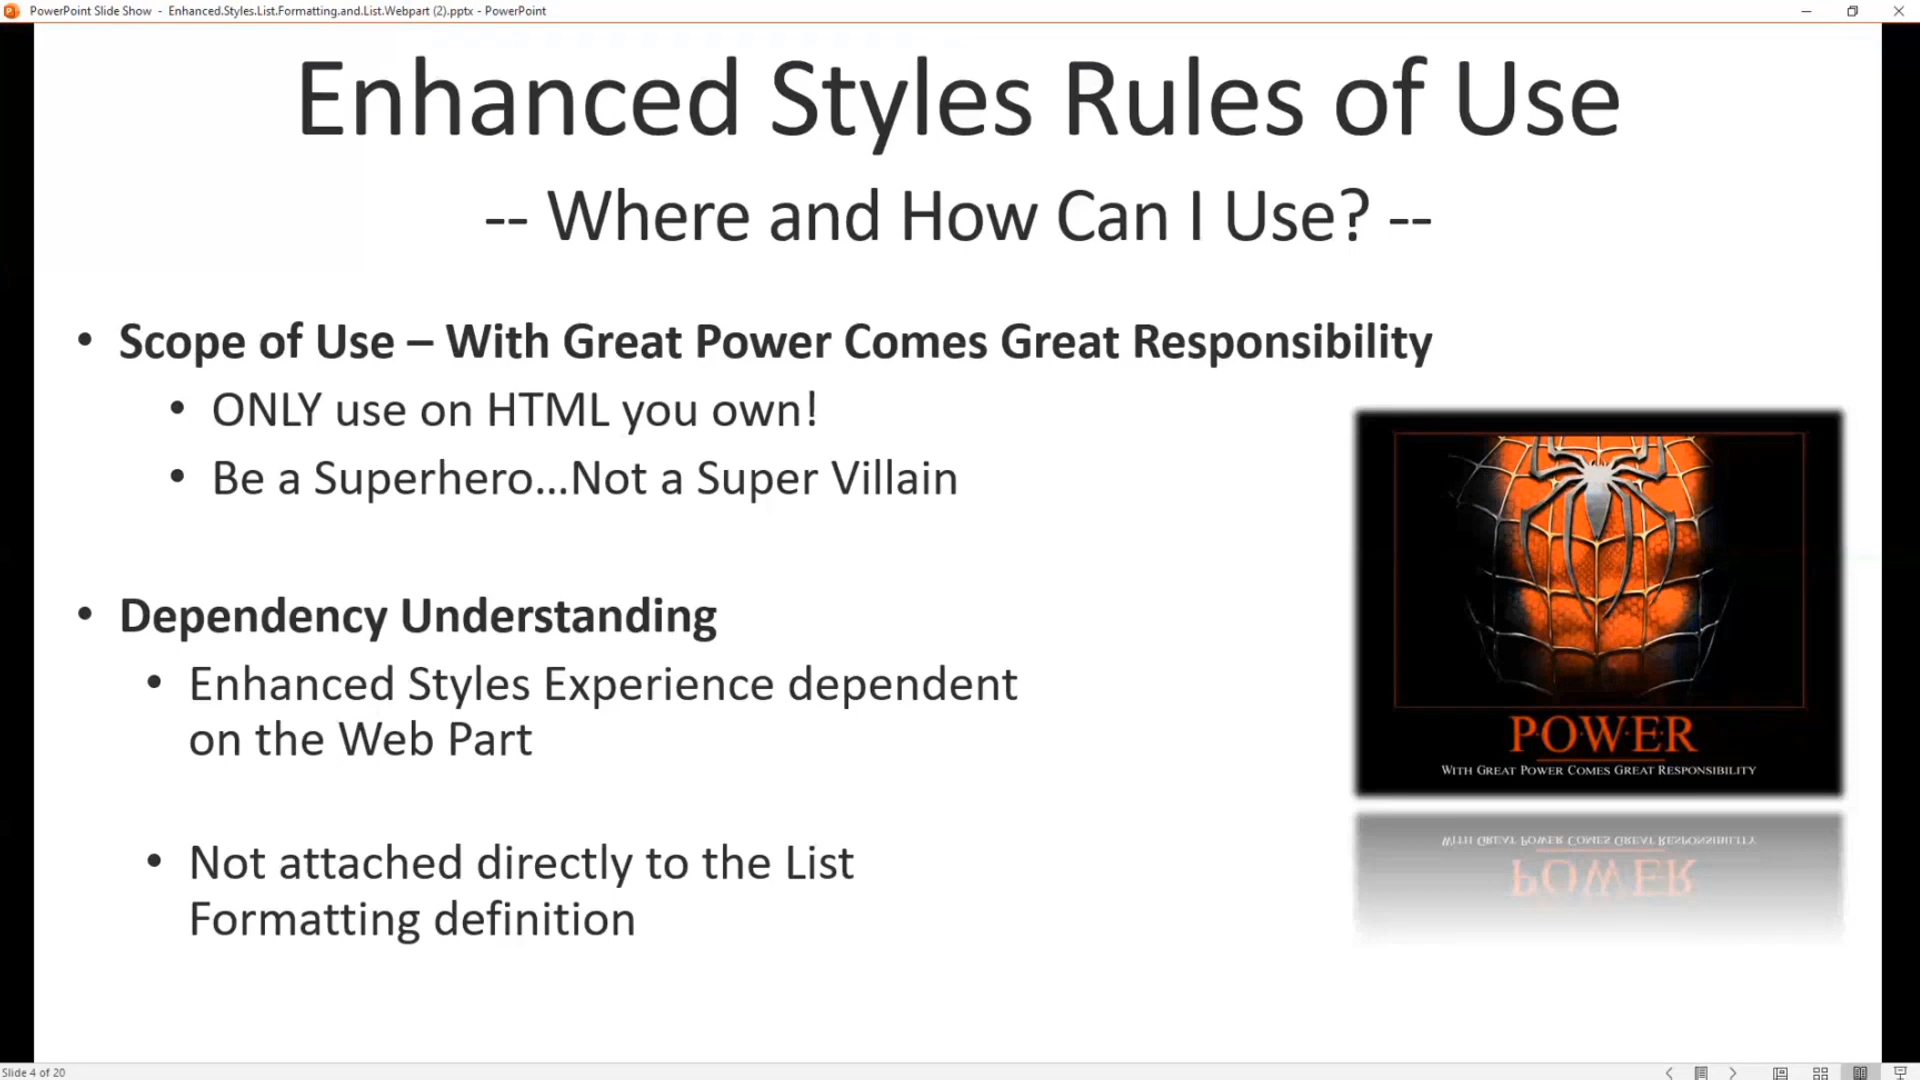 PowerPoint Slide Show - Enhanced.Styles.List.Formatting.and.List.Webpart (2).pptx - PowerPoint
Enhanced Styles Rules of Use
-- Where and How Can I Use? --
• Scope of Use – With Great Power Comes Great Responsibility
• ONLY use on HTML you own!
• Be a Superhero...Not a Super Villain
• Dependency Understanding
• Enhanced Styles Experience dependent
on the Web Part
• Not attached directly to the List
Formatting definition
P·O·W·E·R
WITH GREAT POWER COMES GREAT RESPONSIBILITY
Slide 4 of 20